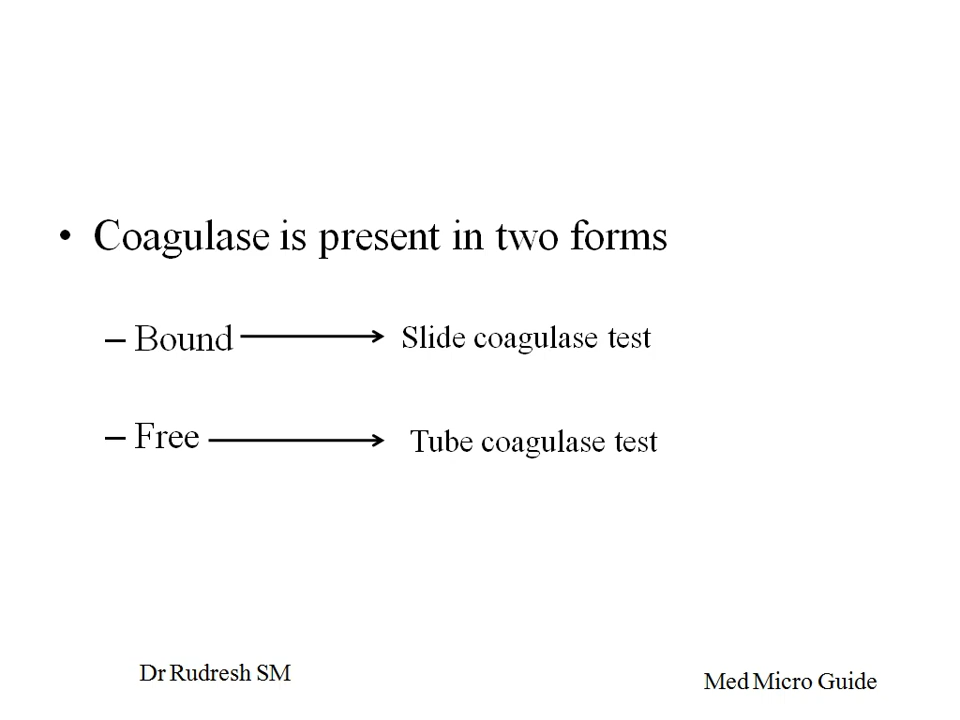 • Coagulase is present in two forms
– Bound → Slide coagulase test
– Free → Tube coagulase test
Dr Rudresh SM
Med Micro Guide